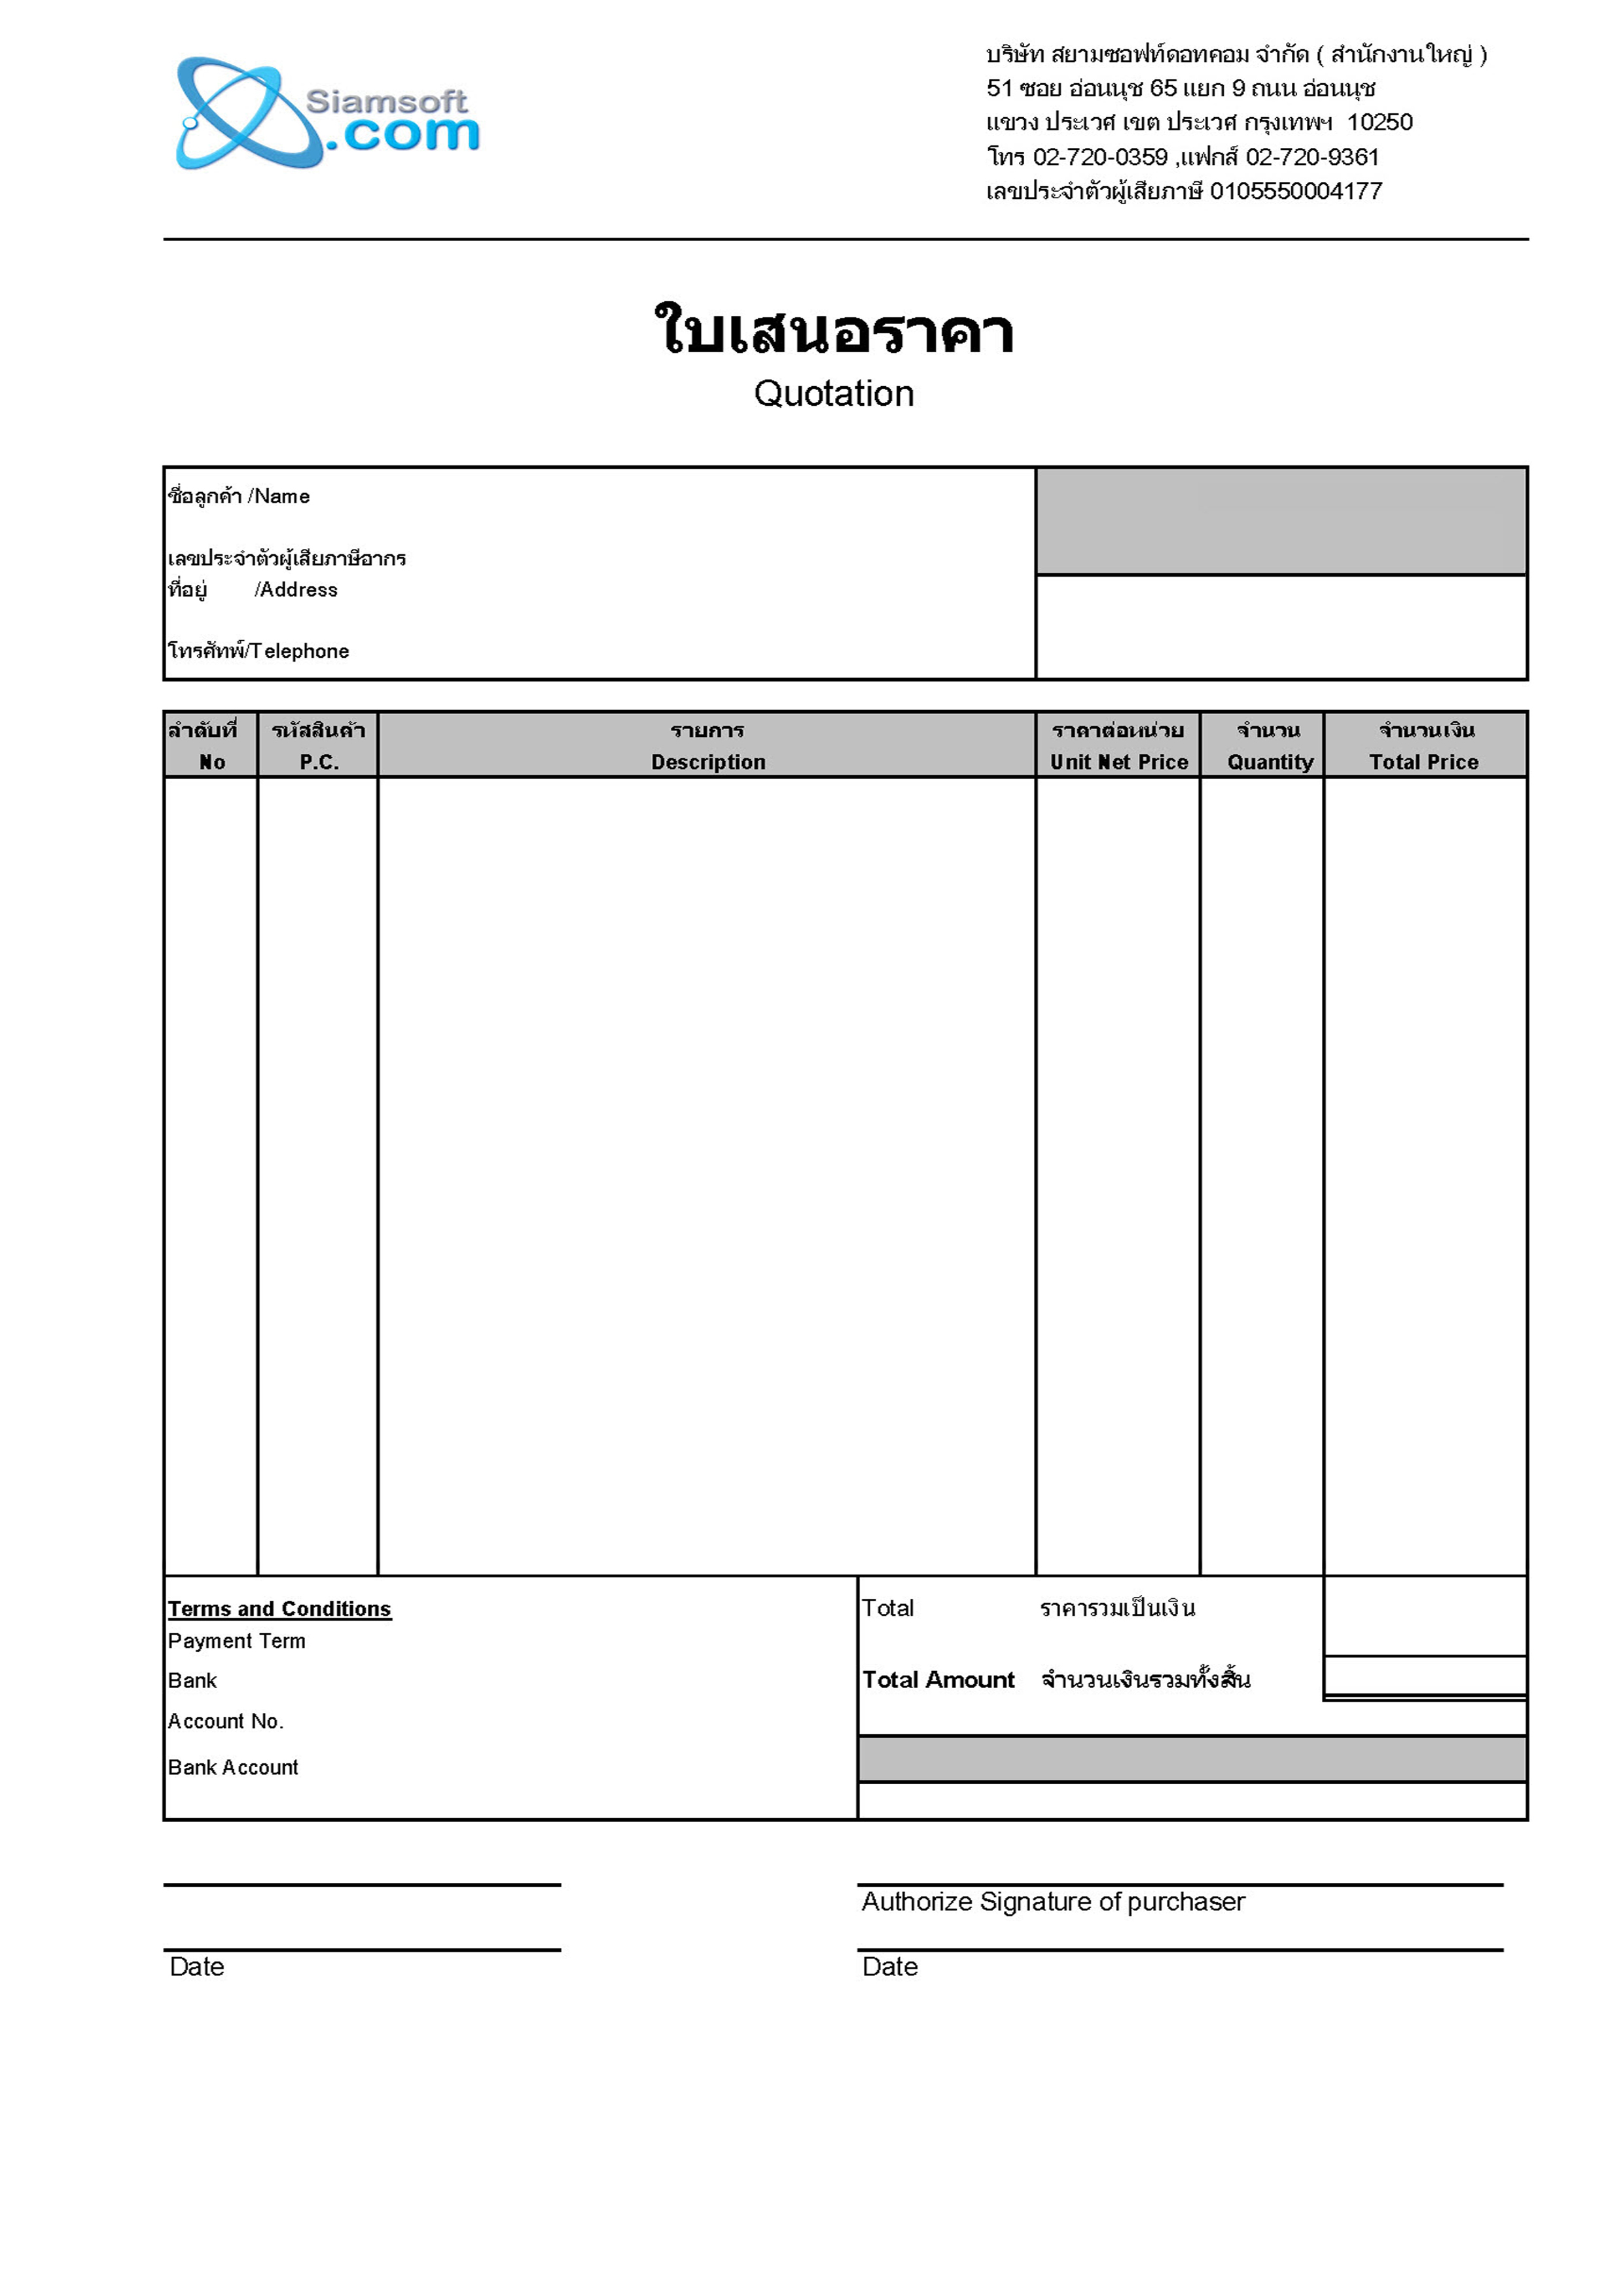 Siamsoft
.com
บริษัท สยามซอฟท์ดอทคอม จำกัด ( สำนักงานใหญ่ )
51 ซอย อ่อนนุช 65 แยก 9 ถนน อ่อนนุช
แขวง ประเวศ เขต ประเวศ กรุงเทพฯ 10250
โทร 02-720-0359 ,แฟกส์ 02-720-9361
เลขประจำตัวผู้เสียภาษี 0105550004177
ใบเสนอราคา
Quotation
ชื่อลูกค้า /Name
เลขประจำตัวผู้เสียภาษีอากร
ที่อยู่ /Address
โทรศัทพ์/Telephone
ลำดับที่ รหัสสินค้า รายการ ราคาต่อหน่วย จำนวน จำนวนเงิน
No P.C. Description Unit Net Price Quantity Total Price
Terms and Conditions
Payment Term
Bank
Account No.
Bank Account
Total ราคารวมเป็นเงิน
Total Amount จำนวนเงินรวมทั้งสิ้น
Authorize Signature of purchaser
Date
Date